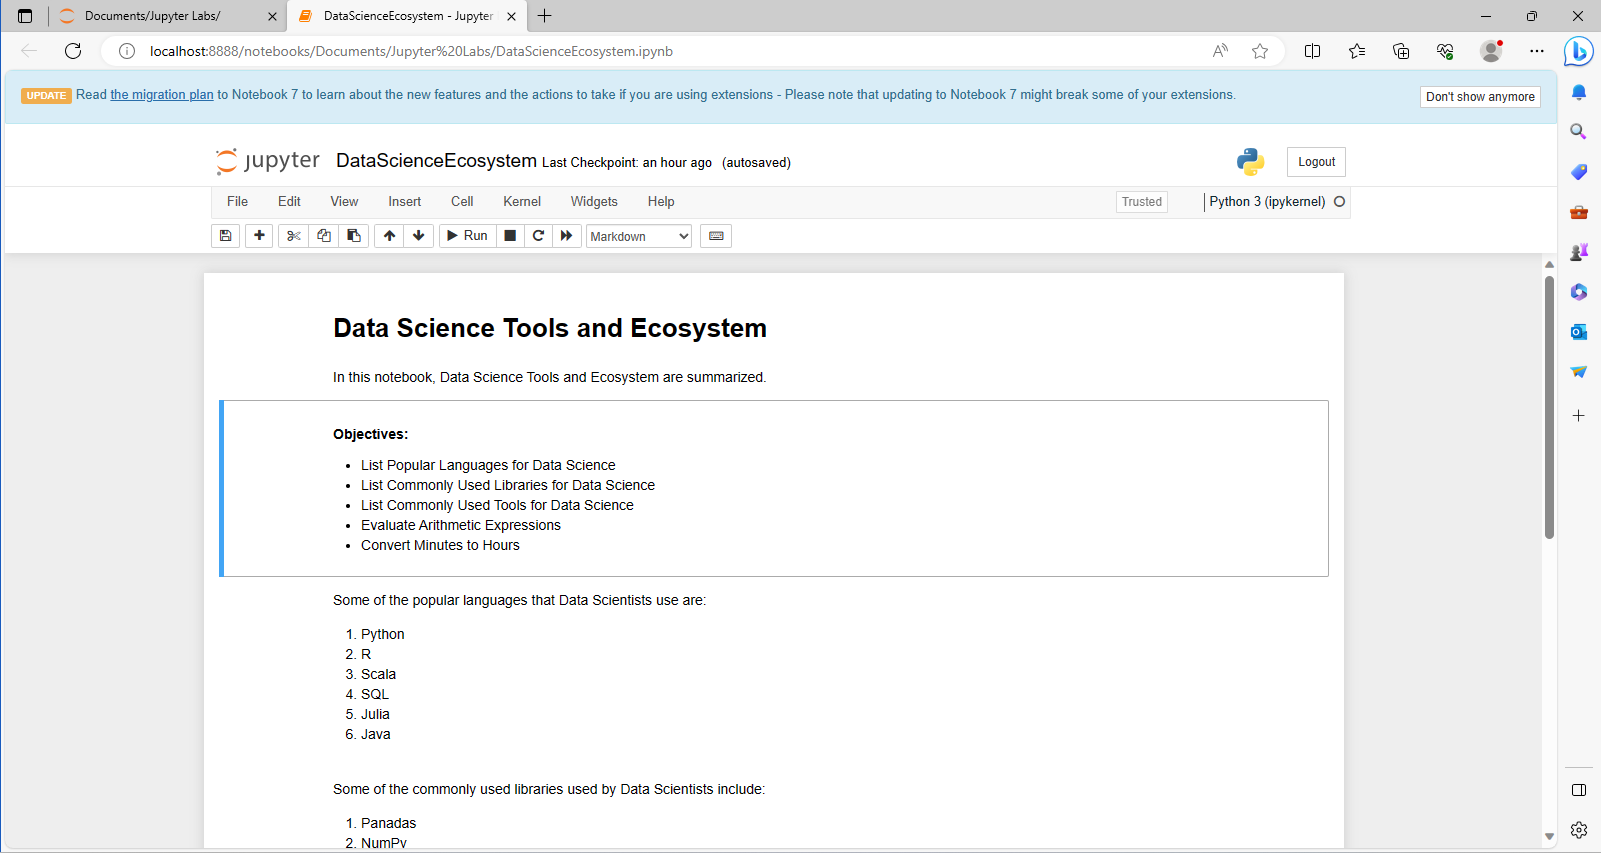 Documents/Jupyter Labs/
DataScienceEcosystem - Jupyter
localhost:8888/notebooks/Documents/Jupyter%20Labs/DataScienceEcosystem.ipynb
UPDATE Read the migration plan to Notebook 7 to learn about the new features and the actions to take if you are using extensions - Please note that updating to Notebook 7 might break some of your extensions.
Don't show anymore
jupyter DataScienceEcosystem Last Checkpoint: an hour ago (autosaved)
Logout
File Edit View Insert Cell Kernel Widgets Help
Trusted
Python 3 (ipykernel)
Run
Markdown
Data Science Tools and Ecosystem
In this notebook, Data Science Tools and Ecosystem are summarized.
Objectives:
• List Popular Languages for Data Science
• List Commonly Used Libraries for Data Science
• List Commonly Used Tools for Data Science
• Evaluate Arithmetic Expressions
• Convert Minutes to Hours
Some of the popular languages that Data Scientists use are:
1. Python
2. R
3. Scala
4. SQL
5. Julia
6. Java
Some of the commonly used libraries used by Data Scientists include:
1. Panadas
2. NumPy